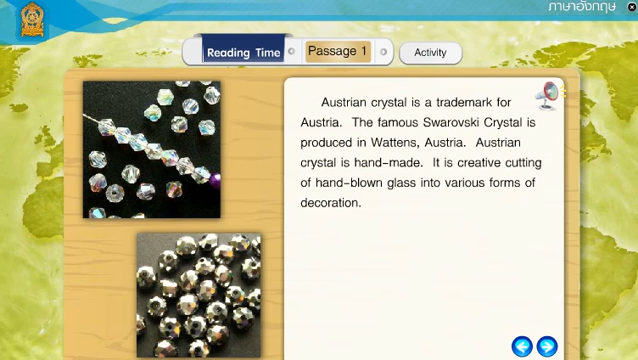 ภาษาอังกฤษ
Reading Time
Passage 1
Activity
Austrian crystal is a trademark for
Austria. The famous Swarovski Crystal is
produced in Wattens, Austria. Austrian
crystal is hand-made. It is creative cutting
of hand-blown glass into various forms of
decoration.